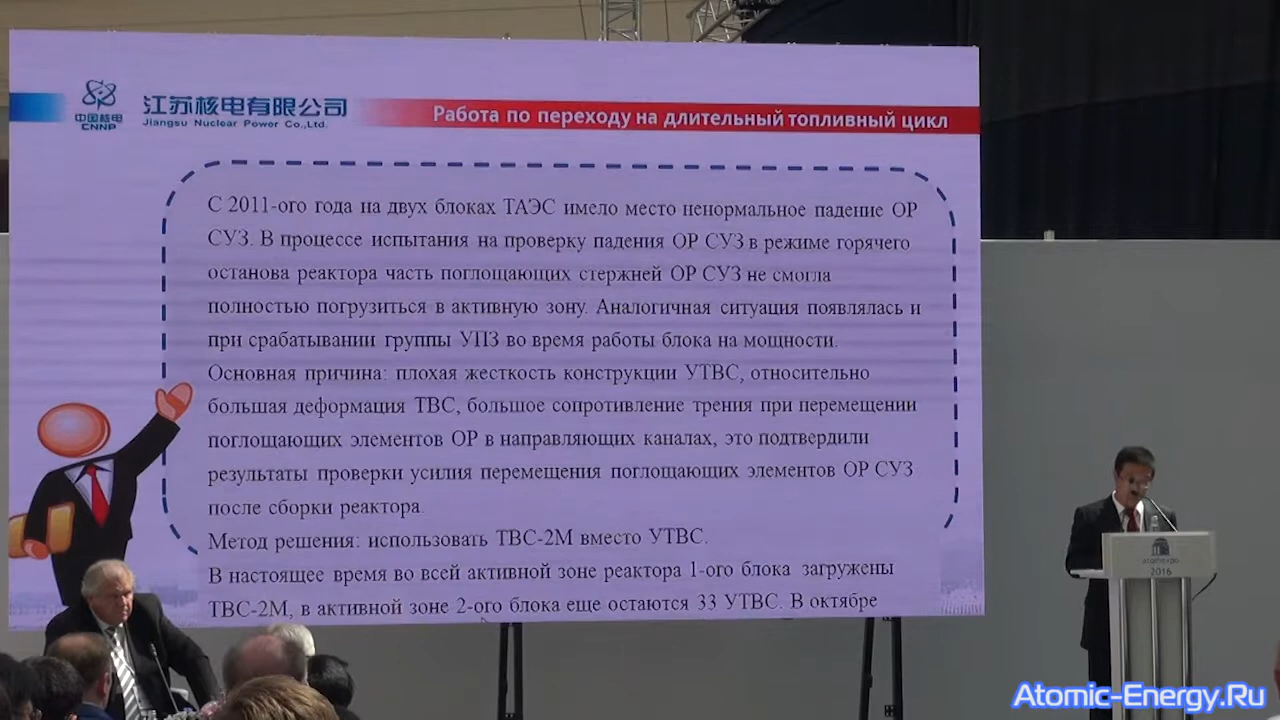 中国核电
CNNP
江苏核电有限公司
Jiangsu Nuclear Power Co.,Ltd.
Работа по переходу на длительный топливный цикл
С 2011-ого года на двух блоках ТАЭС имело место ненормальное падение ОР
СУЗ. В процессе испытания на проверку падения ОР СУЗ в режиме горячего
останова реактора часть поглощающих стержней ОР СУЗ не смогла
полностью погрузиться в активную зону. Аналогичная ситуация появлялась и
при срабатывании группы УПЗ во время работы блока на мощности.
Основная причина: плохая жесткость конструкции УТВС, относительно
большая деформация ТВС, большое сопротивление трения при перемещении
поглощающих элементов ОР в направляющих каналах, это подтвердили
результаты проверки усилия перемещения поглощающих элементов ОР СУЗ
после сборки реактора.
Метод решения: использовать ТВС-2М вместо УТВС.
В настоящее время во всей активной зоне реактора 1-ого блока загружены
ТВС-2М, в активной зоне 2-ого блока еще остаются 33 УТВС. В октябре
2016
Atomic-Energy.Ru